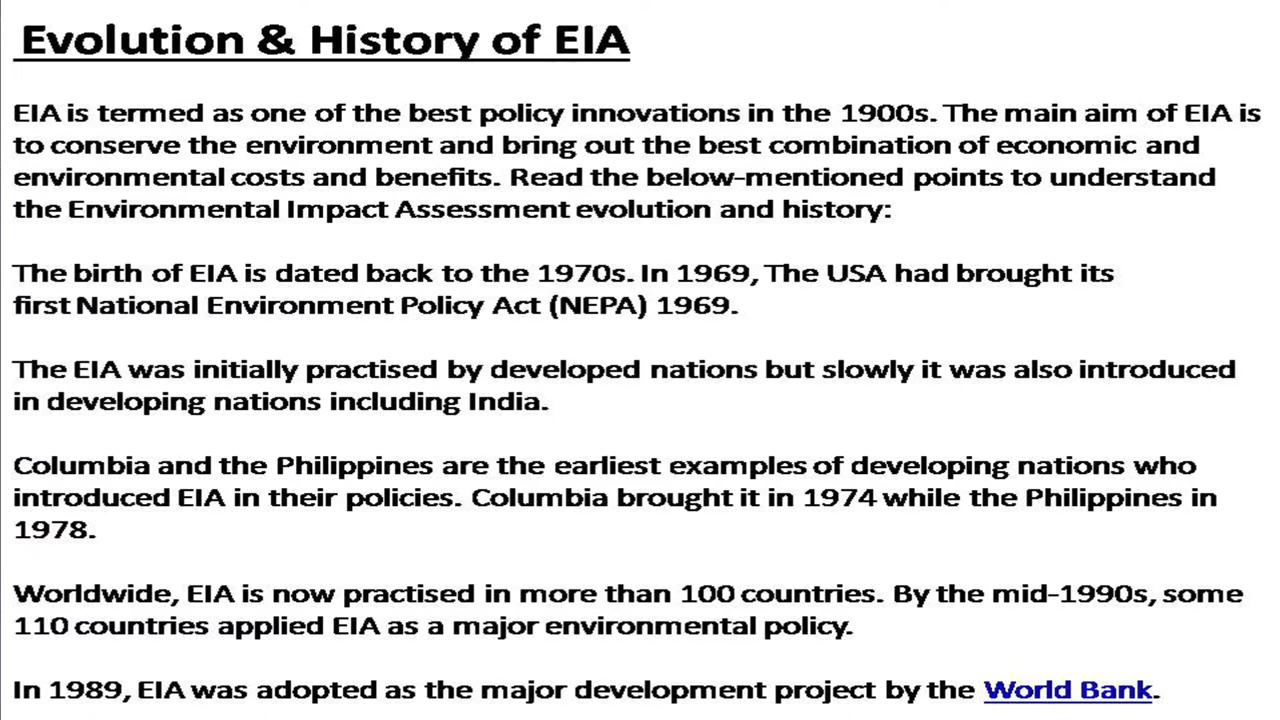 Evolution & History of EIA
EIA is termed as one of the best policy innovations in the 1900s. The main aim of EIA is
to conserve the environment and bring out the best combination of economic and
environmental costs and benefits. Read the below-mentioned points to understand
the Environmental Impact Assessment evolution and history:
The birth of EIA is dated back to the 1970s. In 1969, The USA had brought its
first National Environment Policy Act (NEPA) 1969.
The EIA was initially practised by developed nations but slowly it was also introduced
in developing nations including India.
Columbia and the Philippines are the earliest examples of developing nations who
introduced EIA in their policies. Columbia brought it in 1974 while the Philippines in
1978.
Worldwide, EIA is now practised in more than 100 countries. By the mid-1990s, some
110 countries applied EIA as a major environmental policy.
In 1989, EIA was adopted as the major development project by the World Bank.